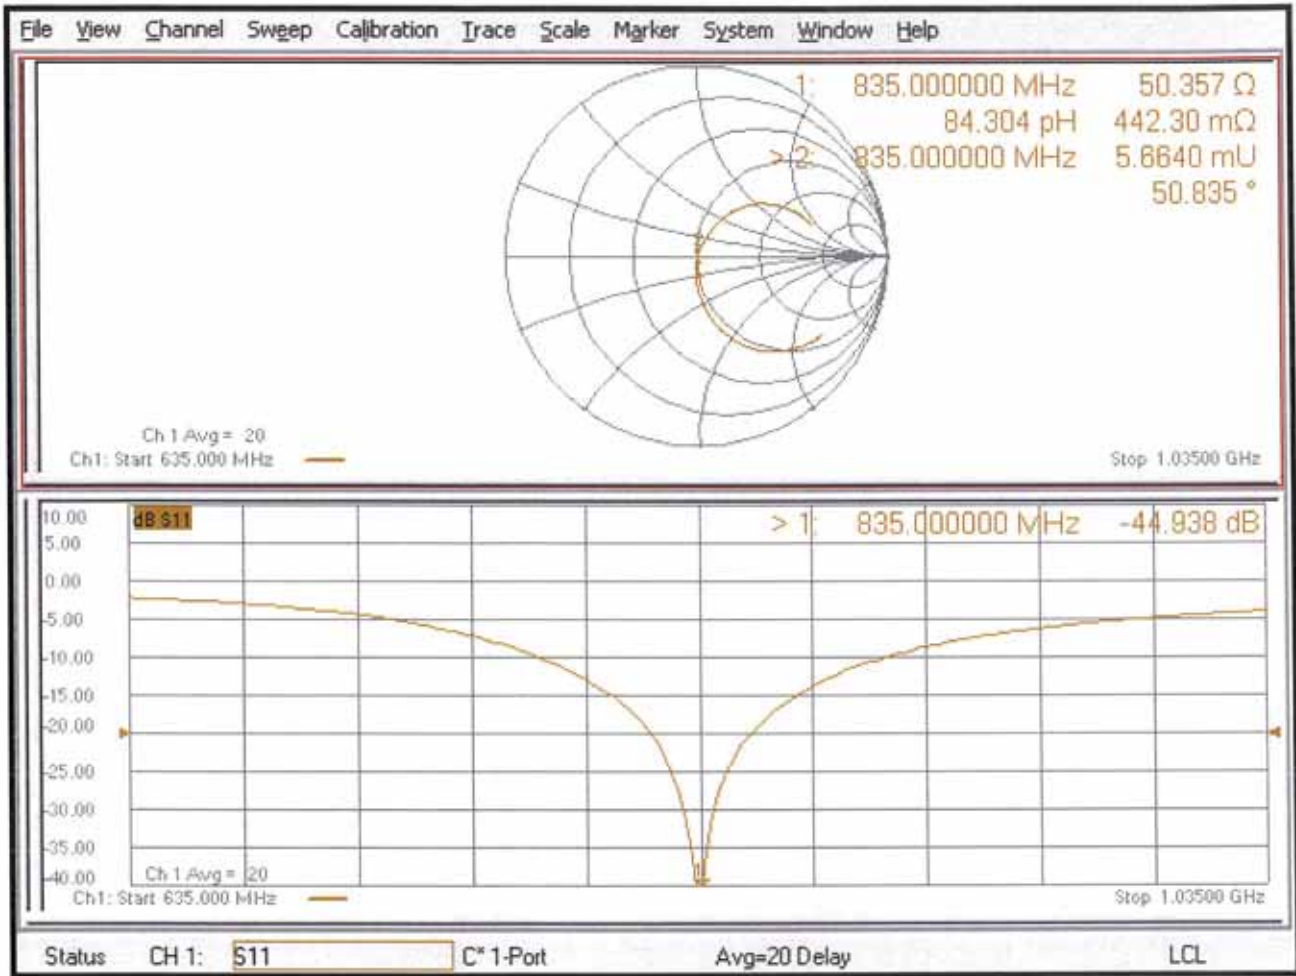 File View Channel Sweep Calibration Trace Scale Marker System Window Help
1: 835.000000 MHz 50.357 Ω
84.304 pH 442.30 mΩ
> 2: 835.000000 MHz 5.6640 mU
50.835 °
Ch 1 Avg = 20
Ch1: Start 635.000 MHz Stop 1.03500 GHz
10.00 dB S11 > 1: 835.000000 MHz -44.938 dB
5.00
0.00
-5.00
-10.00
-15.00
-20.00
-25.00
-30.00
-35.00
-40.00
Ch 1 Avg = 20
Ch1: Start 635.000 MHz Stop 1.03500 GHz
Status CH 1: S11 C* 1-Port Avg=20 Delay LCL